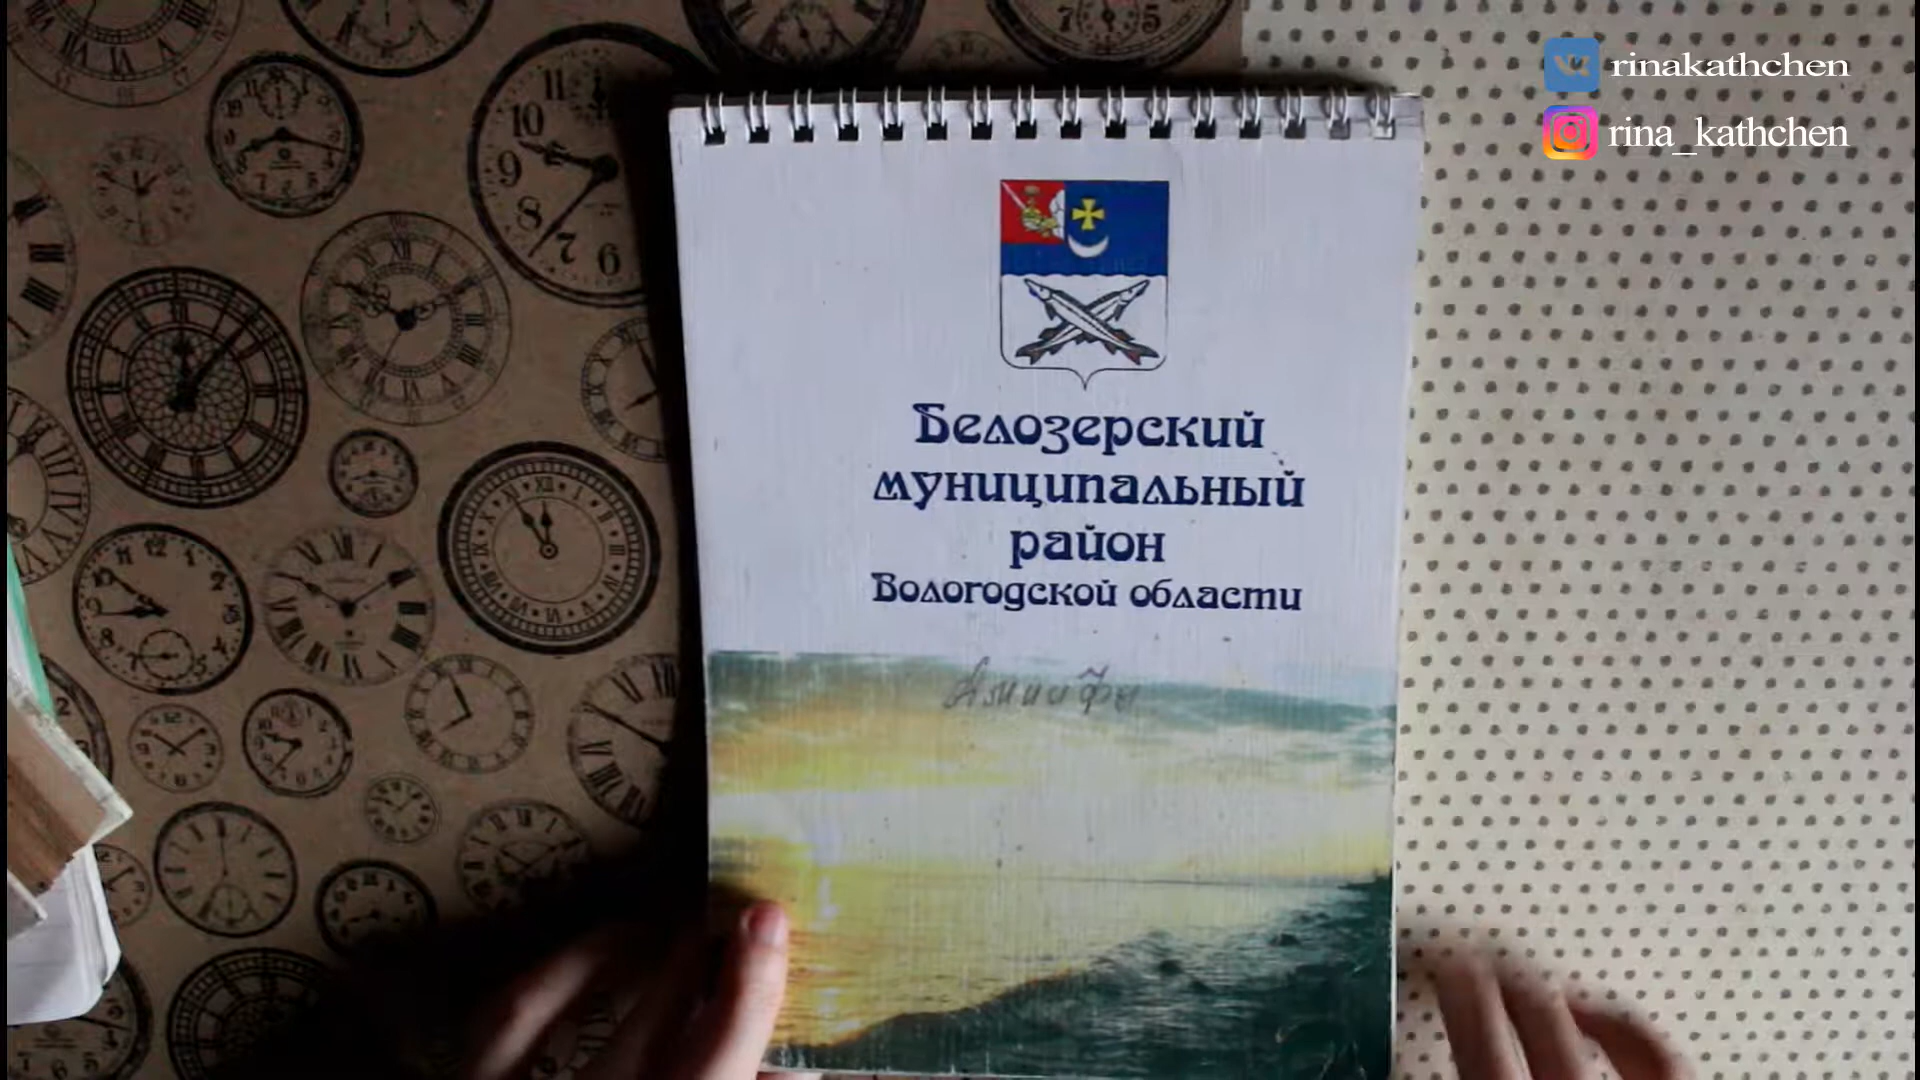 rinakathchen
rina_kathchen
Белозерский
муниципальный
район
Вологодской области